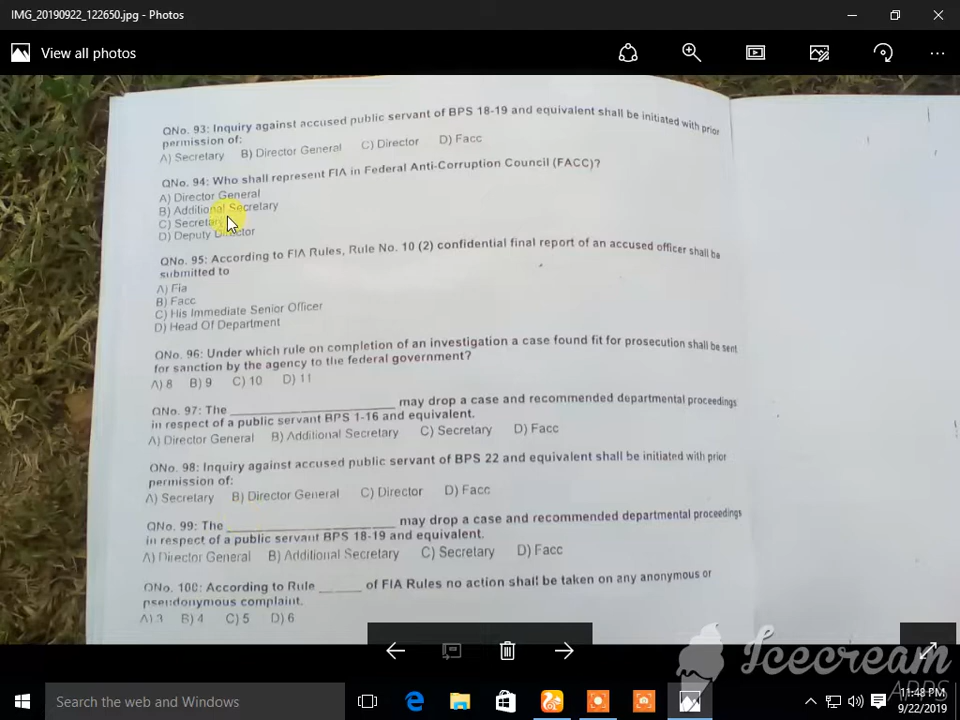 IMG_20190922_122650.jpg - Photos
View all photos
QNo. 93: Inquiry against accused public servant of BPS 18-19 and equivalent shall be initiated with prior
permission of:
A) Secretary B) Director General C) Director D) Facc
QNo. 94: Who shall represent FIA in Federal Anti-Corruption Council (FACC)?
A) Director General
B) Additional Secretary
C) Secretary
D) Deputy Director
QNo. 95: According to FIA Rules, Rule No. 10 (2) confidential final report of an accused officer shall be
submitted to
A) Fia
B) Facc
C) His Immediate Senior Officer
D) Head Of Department
QNo. 96: Under which rule on completion of an investigation a case found fit for prosecution shall be sent
for sanction by the agency to the federal government?
A) 8 B) 9 C) 10 D) 11
QNo. 97: The ____________________ may drop a case and recommended departmental proceedings
in respect of a public servant BPS 1-16 and equivalent.
A) Director General B) Additional Secretary C) Secretary D) Facc
QNo. 98: Inquiry against accused public servant of BPS 22 and equivalent shall be initiated with prior
permission of:
A) Secretary B) Director General C) Director D) Facc
QNo. 99: The ____________________ may drop a case and recommended departmental proceedings
in respect of a public servant BPS 18-19 and equivalent.
A) Director General B) Additional Secretary C) Secretary D) Facc
QNo. 100: According to Rule _____ of FIA Rules no action shall be taken on any anonymous or
pseudonymous complaint.
A) 3 B) 4 C) 5 D) 6
Icecream
APPS
Search the web and Windows
11:48 PM
9/22/2019